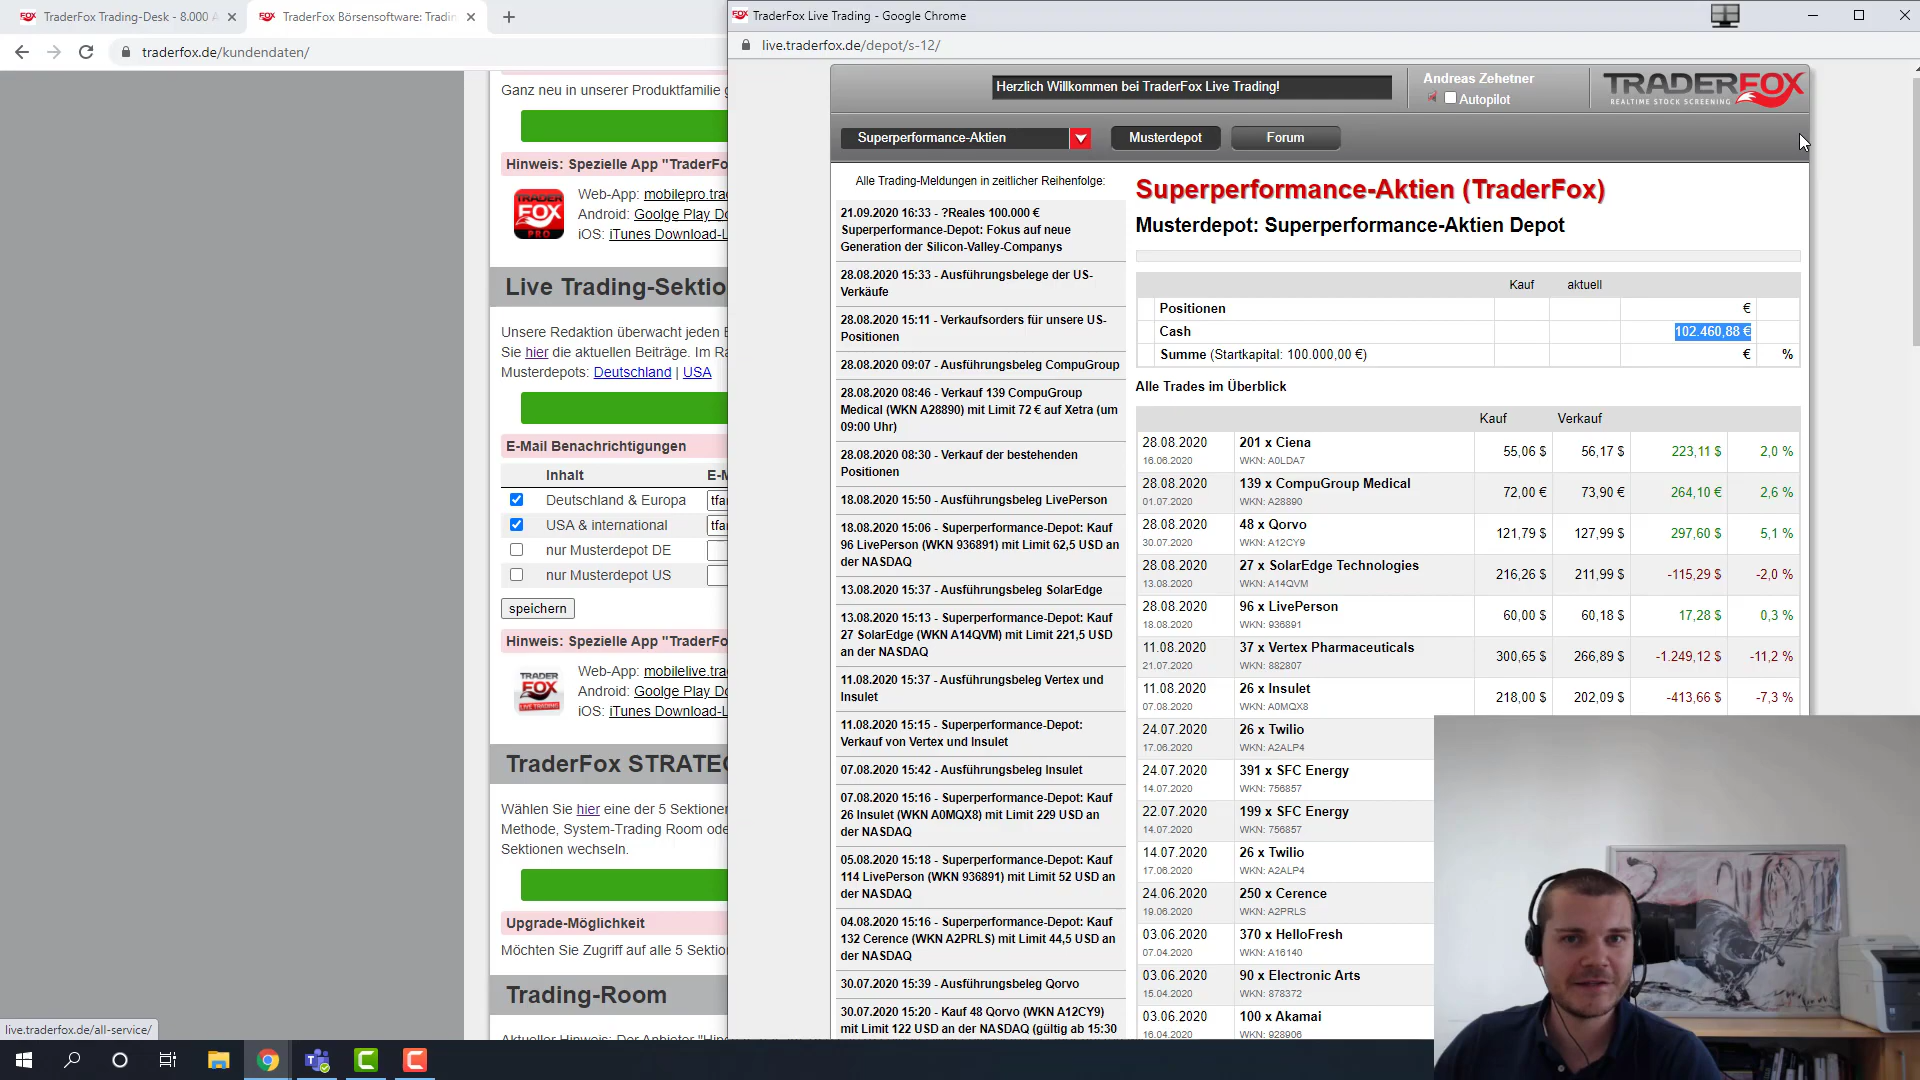 TraderFox Trading-Desk - 8.000
TraderFox Börsensoftware: Tradin
traderfox.de/kundendaten/
Ganz neu in unserer Produktfamilie g
Hinweis: Spezielle App "TraderFo
TRADER
FOX
PRO
Web-App: mobilepro.tra
Android: Goolge Play Do
iOS: iTunes Download-L
Live Trading-Sektio
Unsere Redaktion überwacht jeden
Sie hier die aktuellen Beiträge. Im Ra
Musterdepots: Deutschland | USA
E-Mail Benachrichtigungen
Inhalt E-M
Deutschland & Europa tfa
USA & international tfa
nur Musterdepot DE
nur Musterdepot US
speichern
Hinweis: Spezielle App "TraderFo
TRADER
FOX
LIVE TRADING
Web-App: mobilelive.tra
Android: Goolge Play Do
iOS: iTunes Download-L
TraderFox STRATEG
Wählen Sie hier eine der 5 Sektionen
Methode, System-Trading Room ode
Sektionen wechseln.
Upgrade-Möglichkeit
Möchten Sie Zugriff auf alle 5 Sektio
Trading-Room
Aktueller Hinweis: Der Anbieter "Hin
live.traderfox.de/all-service/
TraderFox Live Trading - Google Chrome
live.traderfox.de/depot/s-12/
Herzlich Willkommen bei TraderFox Live Trading!
Andreas Zehetner
Autopilot
TRADERFOX
REALTIME STOCK SCREENING
Superperformance-Aktien
Musterdepot
Forum
Alle Trading-Meldungen in zeitlicher Reihenfolge:
21.09.2020 16:33 - ?Reales 100.000 €
Superperformance-Depot: Fokus auf neue
Generation der Silicon-Valley-Companys
28.08.2020 15:33 - Ausführungsbelege der US-
Verkäufe
28.08.2020 15:11 - Verkaufsorders für unsere US-
Positionen
28.08.2020 09:07 - Ausführungsbeleg CompuGroup
28.08.2020 08:46 - Verkauf 139 CompuGroup
Medical (WKN A28890) mit Limit 72 € auf Xetra (um
09:00 Uhr)
28.08.2020 08:30 - Verkauf der bestehenden
Positionen
18.08.2020 15:50 - Ausführungsbeleg LivePerson
18.08.2020 15:06 - Superperformance-Depot: Kauf
96 LivePerson (WKN 936891) mit Limit 62,5 USD an
der NASDAQ
13.08.2020 15:37 - Ausführungsbeleg SolarEdge
13.08.2020 15:13 - Superperformance-Depot: Kauf
27 SolarEdge (WKN A14QVM) mit Limit 221,5 USD
an der NASDAQ
11.08.2020 15:37 - Ausführungsbeleg Vertex und
Insulet
11.08.2020 15:15 - Superperformance-Depot:
Verkauf von Vertex und Insulet
07.08.2020 15:42 - Ausführungsbeleg Insulet
07.08.2020 15:16 - Superperformance-Depot: Kauf
26 Insulet (WKN A0MQX8) mit Limit 229 USD an
der NASDAQ
05.08.2020 15:18 - Superperformance-Depot: Kauf
114 LivePerson (WKN 936891) mit Limit 52 USD an
der NASDAQ
04.08.2020 15:16 - Superperformance-Depot: Kauf
132 Cerence (WKN A2PRLS) mit Limit 44,5 USD an
der NASDAQ
30.07.2020 15:39 - Ausführungsbeleg Qorvo
30.07.2020 15:20 - Kauf 48 Qorvo (WKN A12CY9)
mit Limit 122 USD an der NASDAQ (gültig ab 15:30
Superperformance-Aktien (TraderFox)
Musterdepot: Superperformance-Aktien Depot
Kauf aktuell
Positionen €
Cash 102.460,88 €
Summe (Startkapital: 100.000,00 €) € %
Alle Trades im Überblick
Kauf Verkauf
28.08.2020 201 x Ciena 55,06 $ 56,17 $ 223,11 $ 2,0 %
16.06.2020 WKN: A0LDA7
28.08.2020 139 x CompuGroup Medical 72,00 € 73,90 € 264,10 € 2,6 %
01.07.2020 WKN: A28890
28.08.2020 48 x Qorvo 121,79 $ 127,99 $ 297,60 $ 5,1 %
30.07.2020 WKN: A12CY9
28.08.2020 27 x SolarEdge Technologies 216,26 $ 211,99 $ -115,29 $ -2,0 %
13.08.2020 WKN: A14QVM
28.08.2020 96 x LivePerson 60,00 $ 60,18 $ 17,28 $ 0,3 %
18.08.2020 WKN: 936891
11.08.2020 37 x Vertex Pharmaceuticals 300,65 $ 266,89 $ -1.249,12 $ -11,2 %
21.07.2020 WKN: 882807
11.08.2020 26 x Insulet 218,00 $ 202,09 $ -413,66 $ -7,3 %
07.08.2020 WKN: A0MQX8
24.07.2020 26 x Twilio
17.06.2020 WKN: A2ALP4
24.07.2020 391 x SFC Energy
14.07.2020 WKN: 756857
22.07.2020 199 x SFC Energy
14.07.2020 WKN: 756857
14.07.2020 26 x Twilio
17.06.2020 WKN: A2ALP4
24.06.2020 250 x Cerence
19.06.2020 WKN: A2PRLS
03.06.2020 370 x HelloFresh
07.04.2020 WKN: A16140
03.06.2020 90 x Electronic Arts
15.04.2020 WKN: 878372
03.06.2020 100 x Akamai
16.04.2020 WKN: 928906